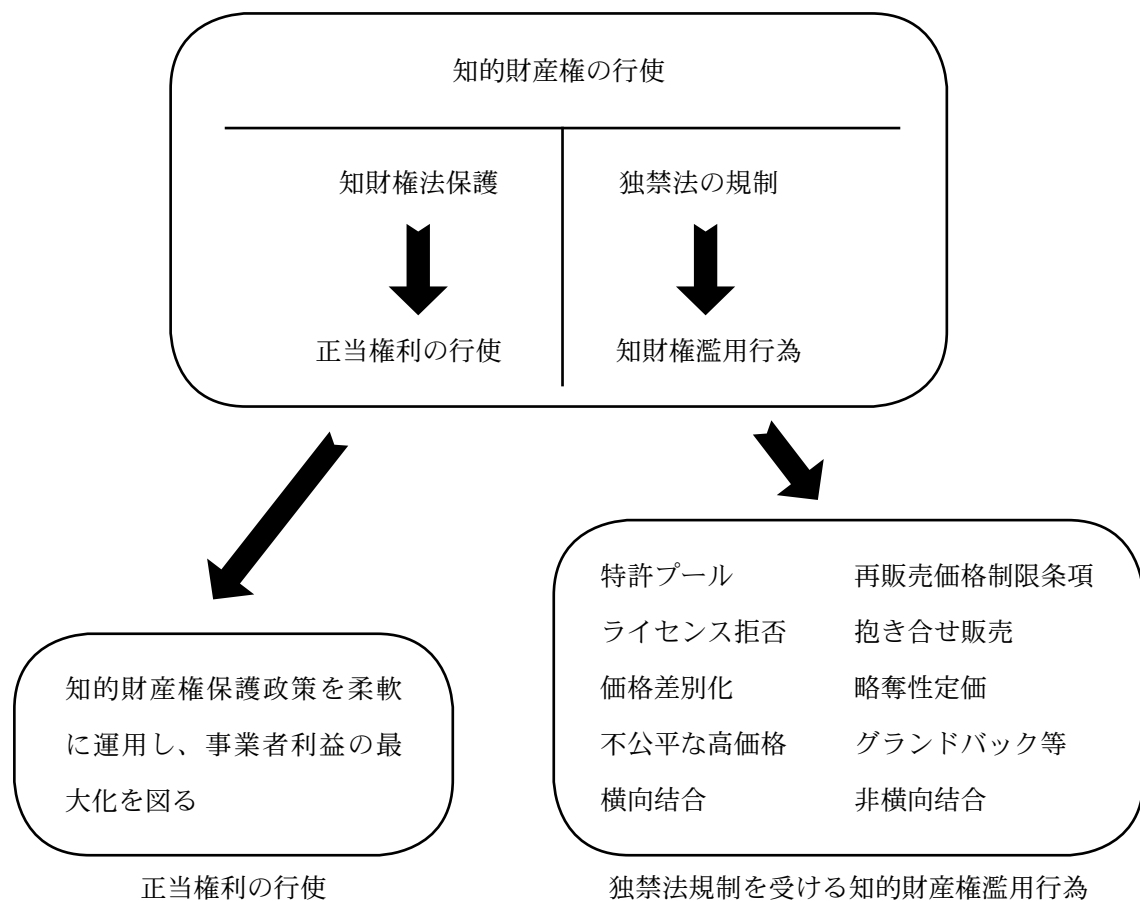 知的財産権の行使
知財権法保護
独禁法の規制
正当権利の行使
知財権濫用行為
知的財産権保護政策を柔軟
に運用し、事業者利益の最
大化を図る
正当権利の行使
特許プール 再販売価格制限条項
ライセンス拒否 抱き合せ販売
価格差別化 略奪性定価
不公平な高価格 グランドバック等
横向结合 非横向结合
独禁法規制を受ける知的財産権濫用行為